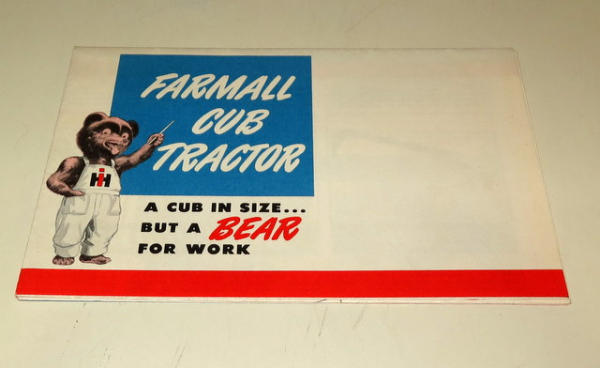 FARMALL
CUB
TRACTOR
IH
A CUB IN SIZE...
BUT A BEAR
FOR WORK